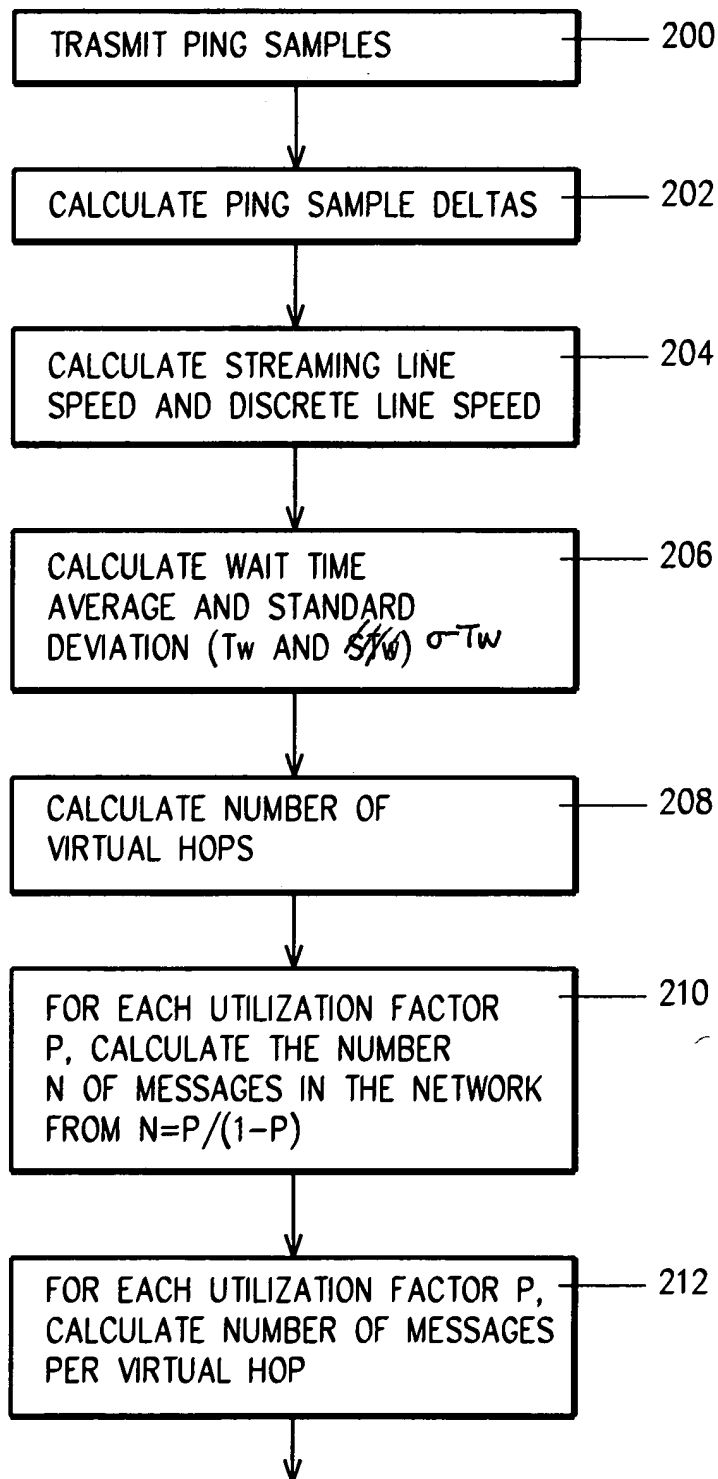 TRASMIT PING SAMPLES
200
CALCULATE PING SAMPLE DELTAS
202
CALCULATE STREAMING LINE
SPEED AND DISCRETE LINE SPEED
204
CALCULATE WAIT TIME
AVERAGE AND STANDARD
DEVIATION (Tw AND STw) σ-Tw
206
CALCULATE NUMBER OF
VIRTUAL HOPS
208
FOR EACH UTILIZATION FACTOR
P, CALCULATE THE NUMBER
N OF MESSAGES IN THE NETWORK
FROM N=P/(1-P)
210
FOR EACH UTILIZATION FACTOR P,
CALCULATE NUMBER OF MESSAGES
PER VIRTUAL HOP
212